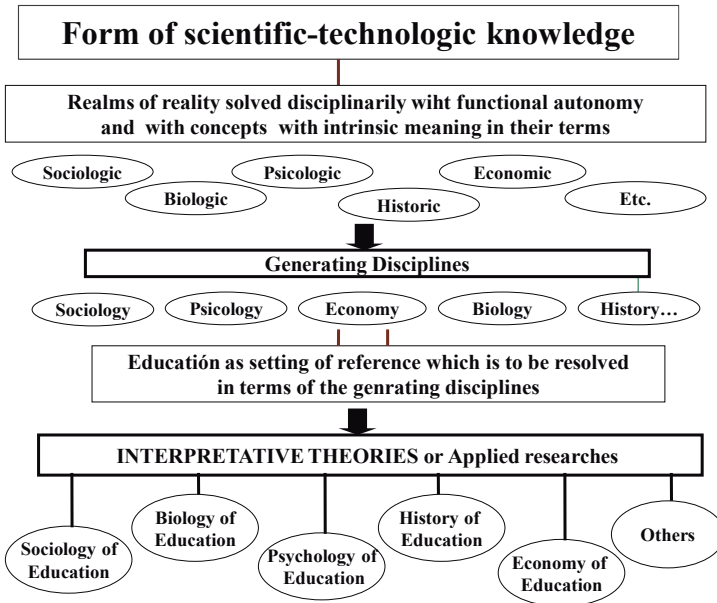 Form of scientific-technologic knowledge
Realms of reality solved disciplinarily wiht functional autonomy
and with concepts with intrinsic meaning in their terms
Sociologic
Psicologic
Economic
Biologic
Historic
Etc.
Generating Disciplines
Sociology
Psicology
Economy
Biology
History...
Educatión as setting of reference which is to be resolved
in terms of the genrating disciplines
INTERPRETATIVE THEORIES or Applied researches
Sociology of
Education
Biology of
Education
Psychology of
Education
History of
Education
Economy of
Education
Others